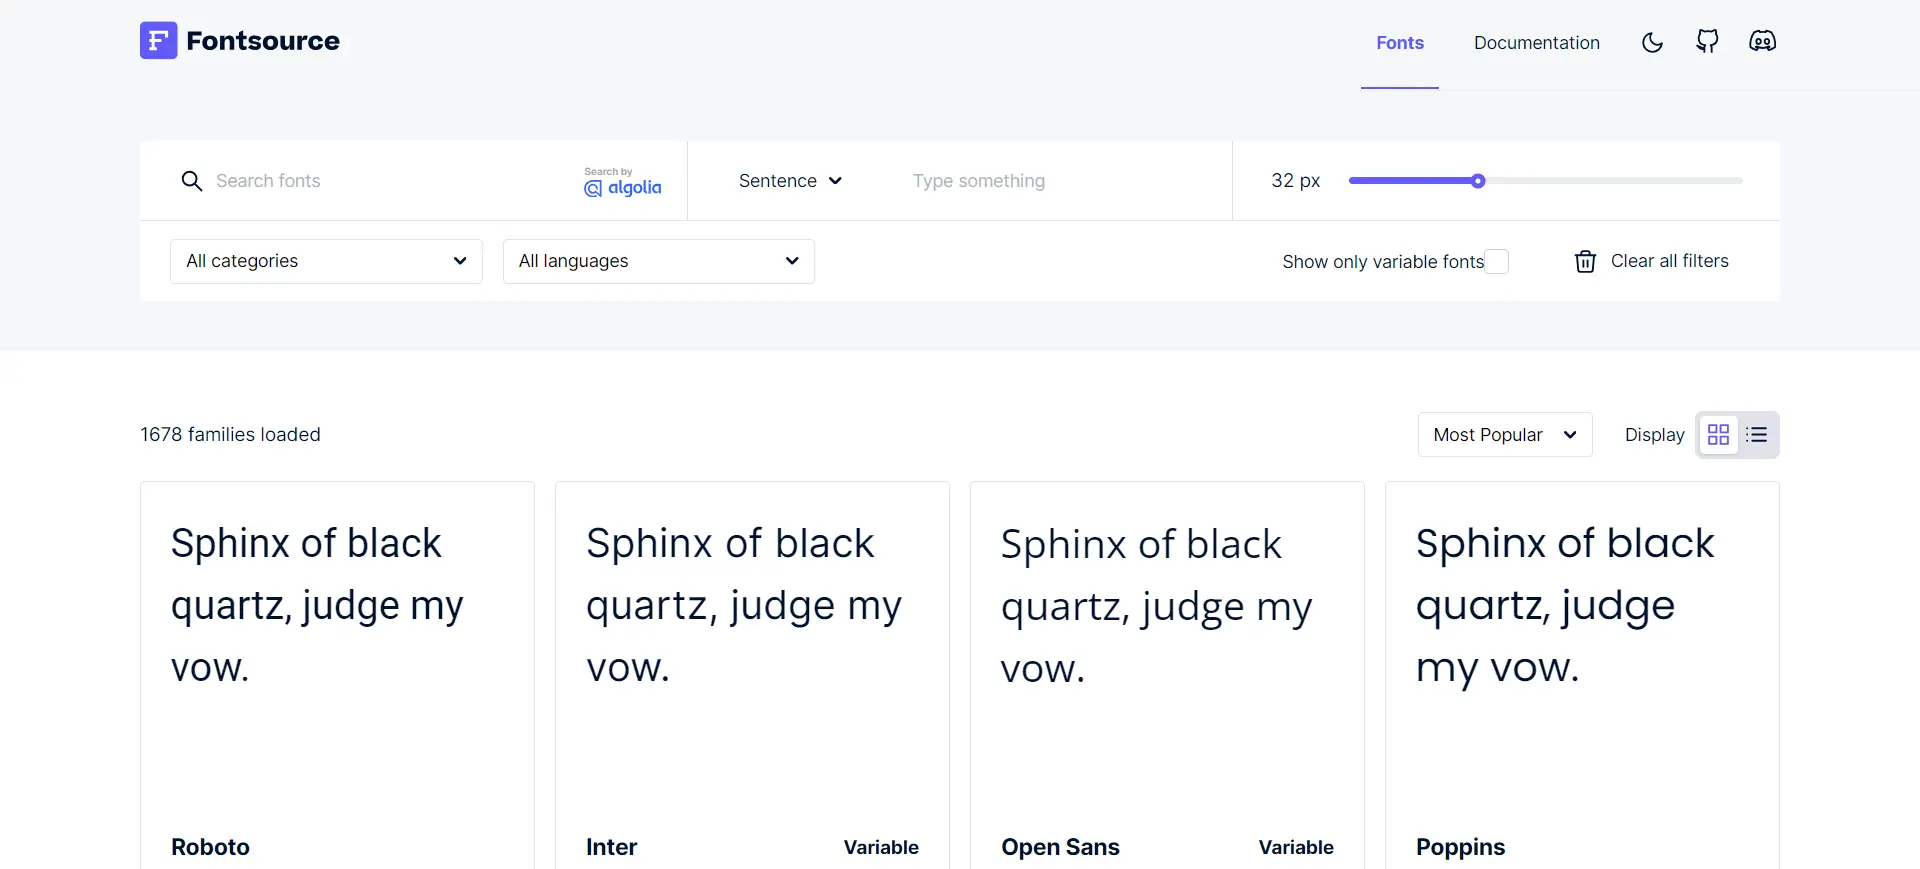 Fontsource
Fonts
Documentation
Search fonts
Search by
algolia
Sentence
Type something
32 px
All categories
All languages
Show only variable fonts
Clear all filters
1678 families loaded
Most Popular
Display
Sphinx of black
quartz, judge my
vow.
Roboto
Sphinx of black
quartz, judge my
vow.
Inter
Variable
Sphinx of black
quartz, judge my
vow.
Open Sans
Variable
Sphinx of black
quartz, judge
my vow.
Poppins